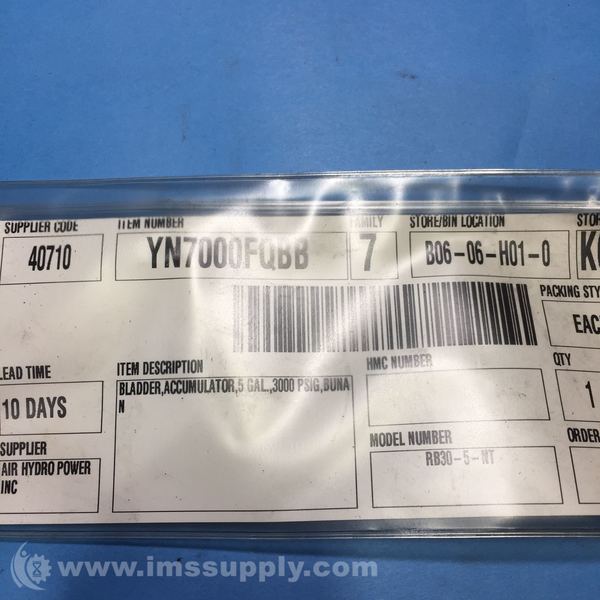 SUPPLIER CODE
40710
ITEM NUMBER
YN7000FQBB
FAMILY
7
STORE/BIN LOCATION
B06-06-H01-0
STOR
PACKING STY
EAC
LEAD TIME
10 DAYS
ITEM DESCRIPTION
BLADDER,ACCUMULATOR,5 GAL.,3000 PSIG,BUNA
N
HMC NUMBER
QTY
1
SUPPLIER
AIR HYDRO POWER
INC
MODEL NUMBER
RB30-5-NT
ORDER
www.imssupply.com